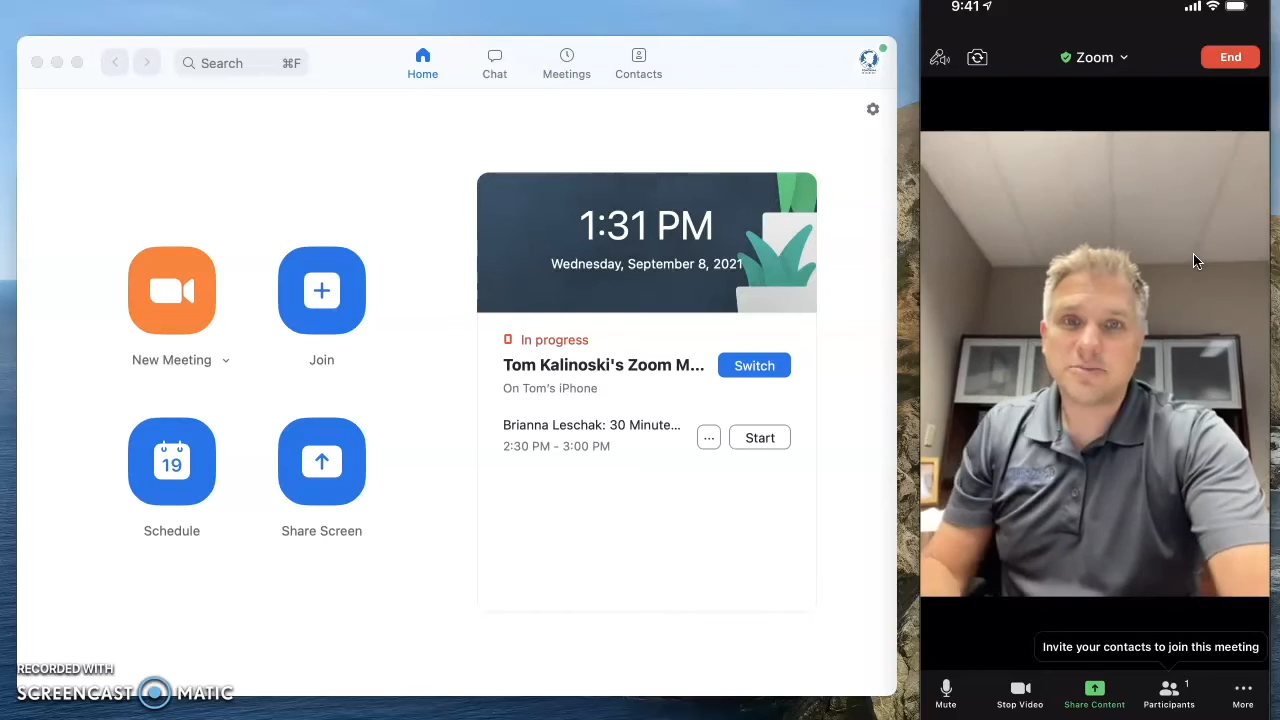 Search ⌘F
Home
Chat
Meetings
Contacts
New Meeting
Join
19
Schedule
Share Screen
1:31 PM
Wednesday, September 8, 2021
In progress
Tom Kalinoski's Zoom M...
Switch
On Tom's iPhone
Brianna Leschak: 30 Minute...
...
Start
2:30 PM - 3:00 PM
RECORDED WITH
SCREENCAST MATIC
9:41
Zoom
End
Invite your contacts to join this meeting
Mute
Stop Video
Share Content
1
Participants
More